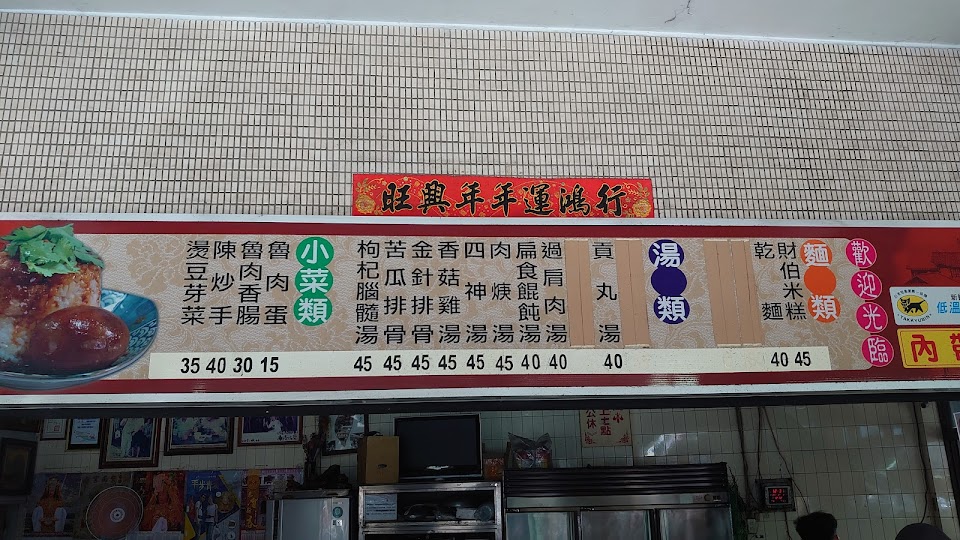 行鴻運年年興旺
歡迎光臨
麵類
財伯米糕
乾麵
湯類
貢丸湯
過肩肉湯
扁食餛飩湯
肉焿湯
四神湯
香菇雞湯
金針排骨
苦瓜排骨
枸杞腦髓湯
小菜類
魯肉蛋
魯肉香腸
陳炒手
燙豆芽菜
35 40 30 15 45 45 45 45 45 45 40 40 40 40 45
TAKKYUBIN
低溫
內
公休